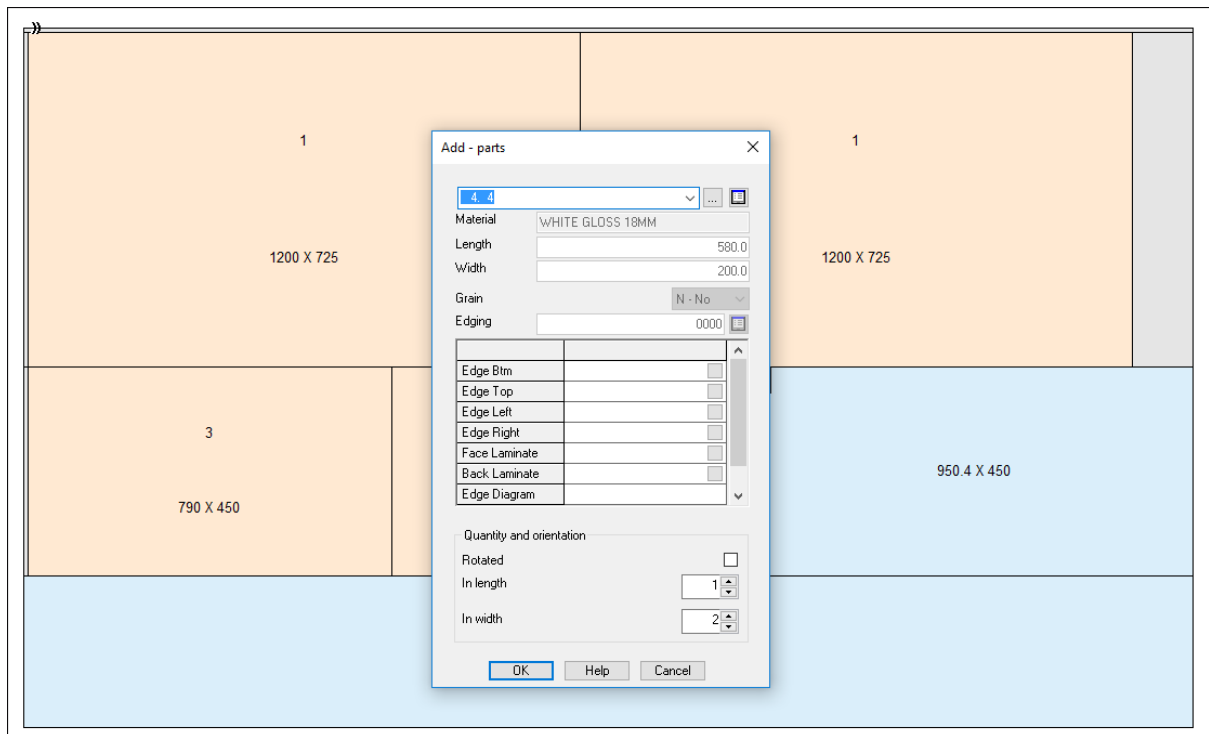 ))
1
1
1200 X 725
1200 X 725
3
790 X 450
950.4 X 450
Add - parts
4. 4
...
Material WHITE GLOSS 18MM
Length 580.0
Width 200.0
Grain N - No
Edging 0000
Edge Btm
Edge Top
Edge Left
Edge Right
Face Laminate
Back Laminate
Edge Diagram
Quantity and orientation
Rotated
In length 1
In width 2
OK Help Cancel